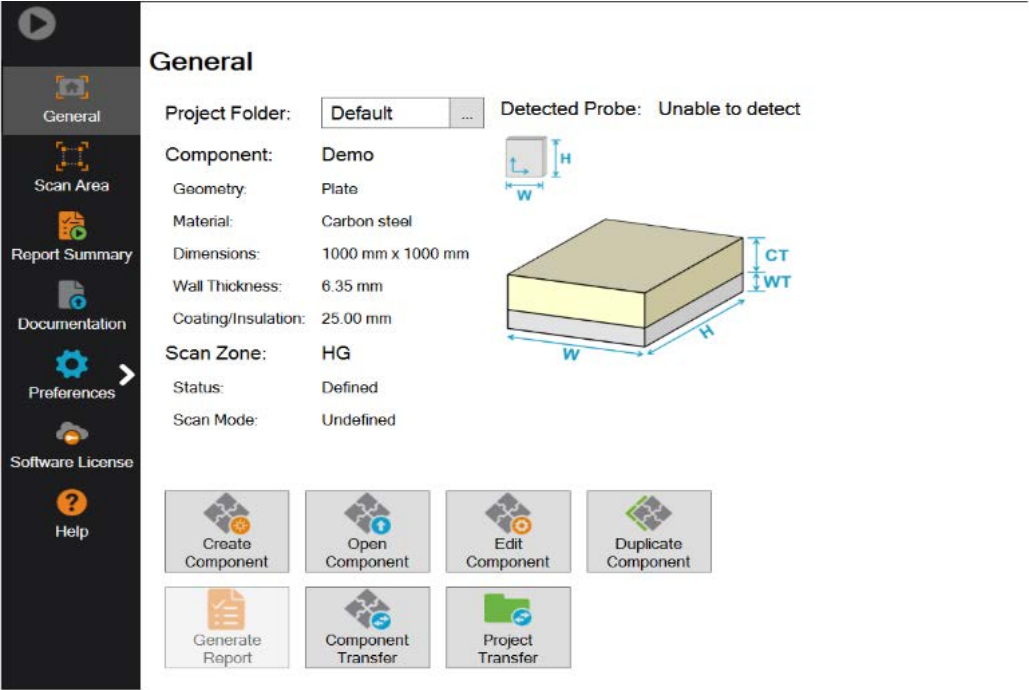 General
Scan Area
Report Summary
Documentation
Preferences
Software License
?
Help
General
Project Folder: Default ... Detected Probe: Unable to detect
Component: Demo
Geometry: Plate
Material: Carbon steel
Dimensions: 1000 mm x 1000 mm
Wall Thickness: 6.35 mm
Coating/Insulation: 25.00 mm
Scan Zone: HG
Status: Defined
Scan Mode: Undefined
H
W
CT
WT
H
W
Create
Component
Open
Component
Edit
Component
Duplicate
Component
Generate
Report
Component
Transfer
Project
Transfer